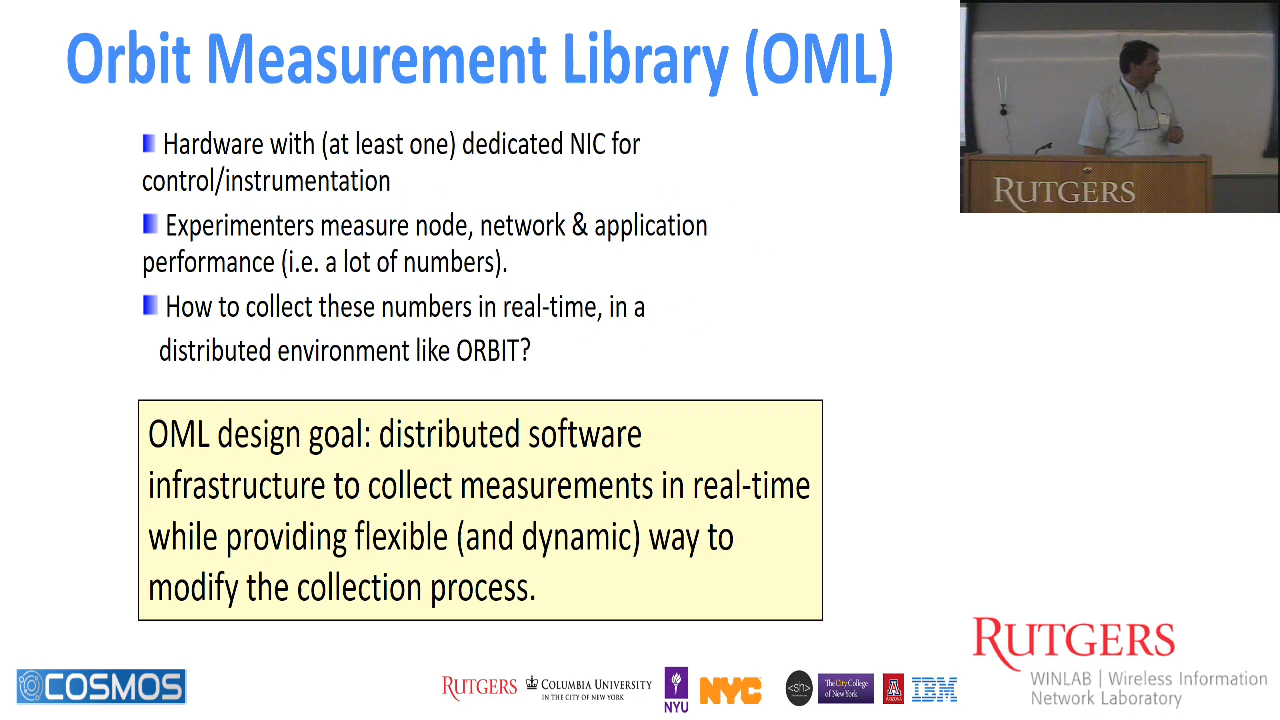 Orbit Measurement Library (OML)
Hardware with (at least one) dedicated NIC for
control/instrumentation
Experimenters measure node, network & application
performance (i.e. a lot of numbers).
How to collect these numbers in real-time, in a
distributed environment like ORBIT?
OML design goal: distributed software
infrastructure to collect measurements in real-time
while providing flexible (and dynamic) way to
modify the collection process.
RUTGERS
RUTGERS
WINLAB | Wireless Information
Network Laboratory
COSMOS
RUTGERS
COLUMBIA UNIVERSITY
IN THE CITY OF NEW YORK
NYU
NYC
<sh>
The City College
of New York
A
ARIZONA
IBM